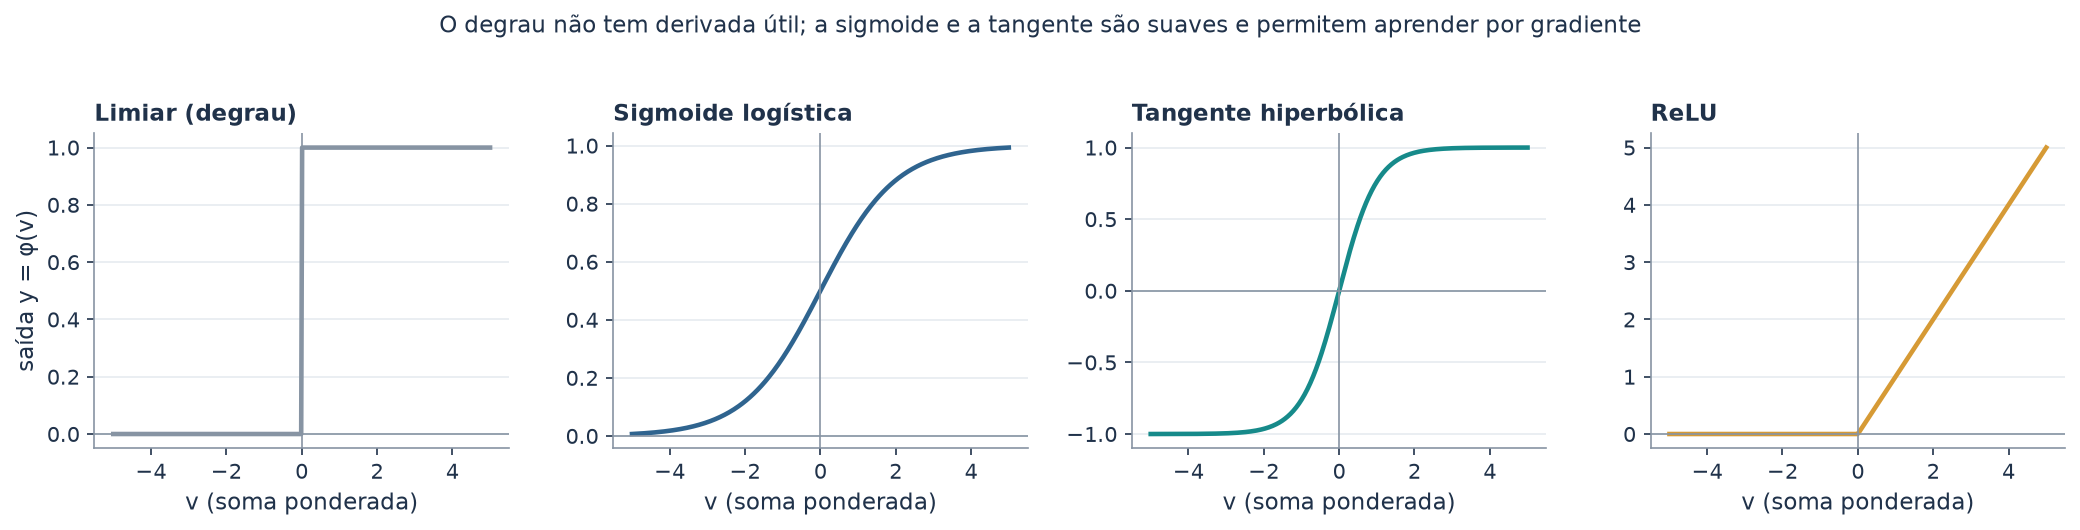 O degrau não tem derivada útil; a sigmoide e a tangente são suaves e permitem aprender por gradiente
Limiar (degrau)
saída y = φ(v)
1.0
0.8
0.6
0.4
0.2
0.0
−4 −2 0 2 4
v (soma ponderada)
Sigmoide logística
1.0
0.8
0.6
0.4
0.2
0.0
−4 −2 0 2 4
v (soma ponderada)
Tangente hiperbólica
1.0
0.5
0.0
−0.5
−1.0
−4 −2 0 2 4
v (soma ponderada)
ReLU
5
4
3
2
1
0
−4 −2 0 2 4
v (soma ponderada)